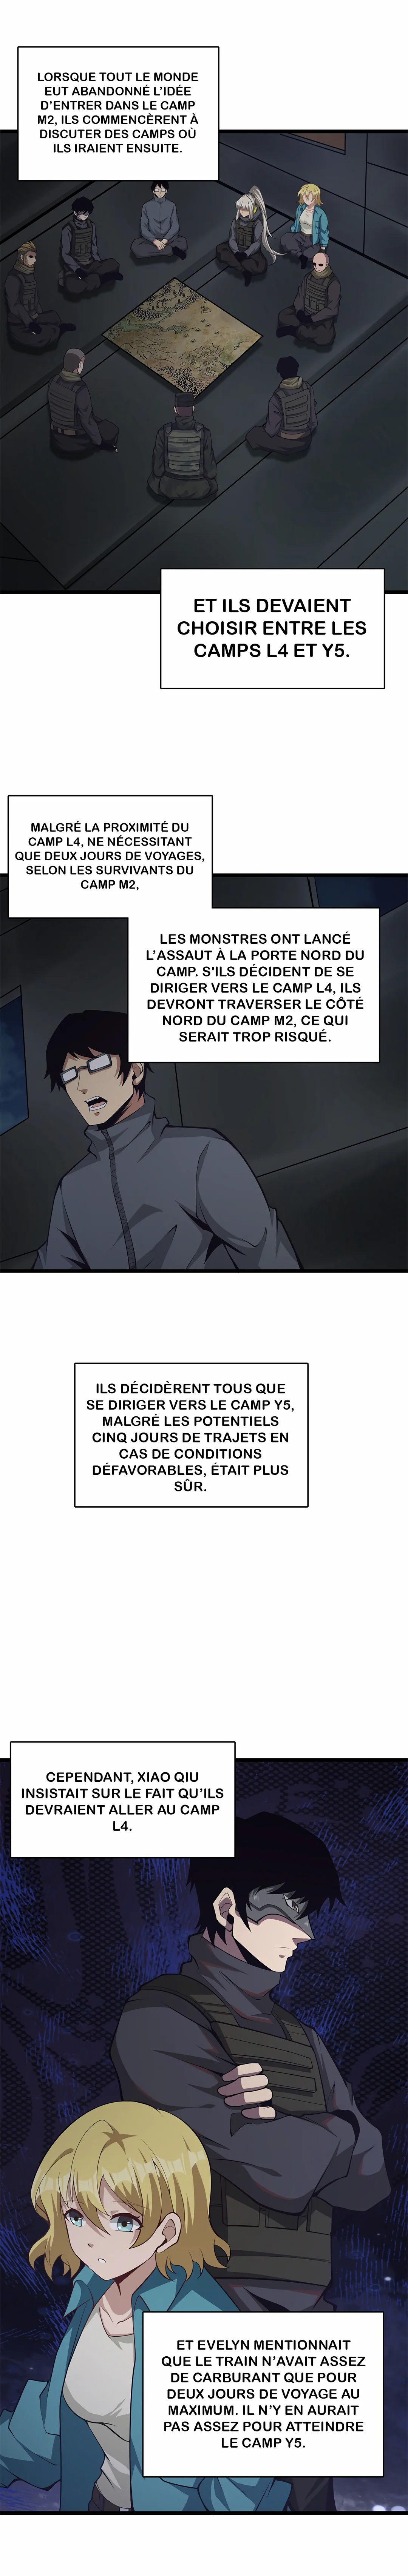 LORSQUE TOUT LE MONDE
EUT ABANDONNÉ L'IDÉE
D'ENTRER DANS LE CAMP
M2, ILS COMMENCÈRENT À
DISCUTER DES CAMPS OÙ
ILS IRAIENT ENSUITE.
ET ILS DEVAIENT
CHOISIR ENTRE LES
CAMPS L4 ET Y5.
MALGRÉ LA PROXIMITÉ DU
CAMP L4, NE NÉCESSITANT
QUE DEUX JOURS DE VOYAGES,
SELON LES SURVIVANTS DU
CAMP M2,
LES MONSTRES ONT LANCÉ
L'ASSAUT À LA PORTE NORD DU
CAMP. S'ILS DÉCIDENT DE SE
DIRIGER VERS LE CAMP L4, ILS
DEVRONT TRAVERSER LE CÔTÉ
NORD DU CAMP M2, CE QUI
SERAIT TROP RISQUÉ.
ILS DÉCIDÈRENT TOUS QUE
SE DIRIGER VERS LE CAMP Y5,
MALGRÉ LES POTENTIELS
CINQ JOURS DE TRAJETS EN
CAS DE CONDITIONS
DÉFAVORABLES, ÉTAIT PLUS
SÛR.
CEPENDANT, XIAO QIU
INSISTAIT SUR LE FAIT QU'ILS
DEVRAIENT ALLER AU CAMP
L4.
ET EVELYN MENTIONNAIT
QUE LE TRAIN N'AVAIT ASSEZ
DE CARBURANT QUE POUR
DEUX JOURS DE VOYAGE AU
MAXIMUM. IL N'Y EN AURAIT
PAS ASSEZ POUR ATTEINDRE
LE CAMP Y5.